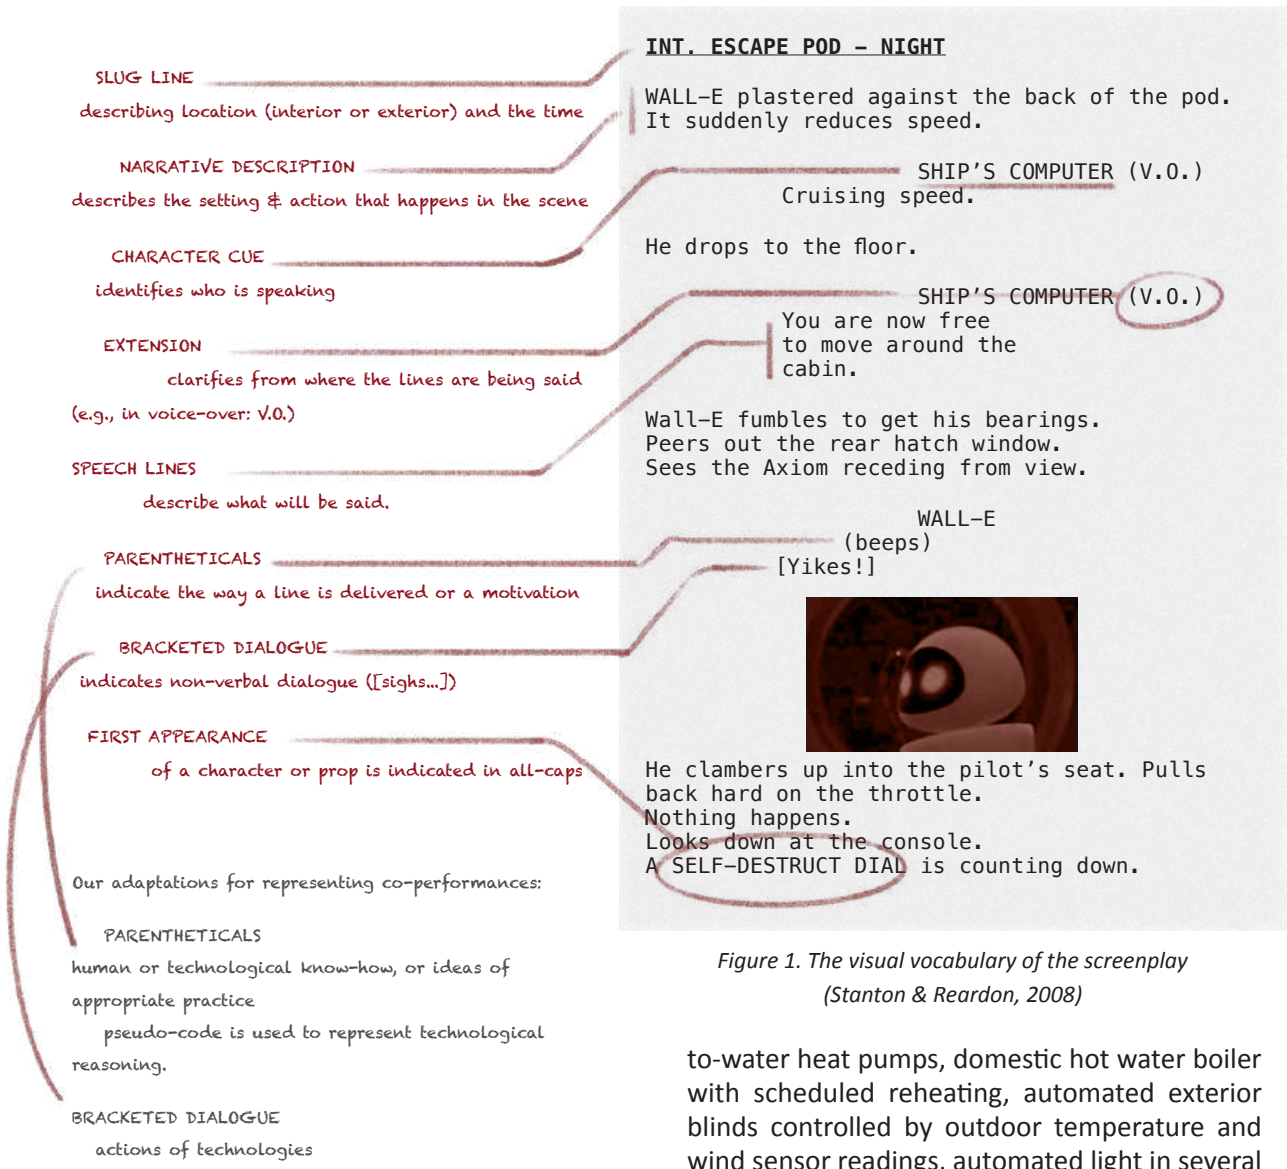 SLUG LINE
describing location (interior or exterior) and the time
NARRATIVE DESCRIPTION
describes the setting & action that happens in the scene
CHARACTER CUE
identifies who is speaking
EXTENSION
clarifies from where the lines are being said
(e.g., in voice-over: V.O.)
SPEECH LINES
describe what will be said.
PARENTHETICALS
indicate the way a line is delivered or a motivation
BRACKETED DIALOGUE
indicates non-verbal dialogue ([sighs...])
FIRST APPEARANCE
of a character or prop is indicated in all-caps
Our adaptations for representing co-performances:
PARENTHETICALS
human or technological know-how, or ideas of
appropriate practice
pseudo-code is used to represent technological
reasoning.
BRACKETED DIALOGUE
actions of technologies
INT. ESCAPE POD – NIGHT
WALL–E plastered against the back of the pod.
It suddenly reduces speed.
SHIP'S COMPUTER (V.O.)
Cruising speed.
He drops to the floor.
SHIP'S COMPUTER (V.O.)
You are now free
to move around the
cabin.
Wall–E fumbles to get his bearings.
Peers out the rear hatch window.
Sees the Axiom receding from view.
WALL–E
(beeps)
[Yikes!]
He clambers up into the pilot's seat. Pulls
back hard on the throttle.
Nothing happens.
Looks down at the console.
A SELF–DESTRUCT DIAL is counting down.
Figure 1. The visual vocabulary of the screenplay
(Stanton & Reardon, 2008)
to-water heat pumps, domestic hot water boiler
with scheduled reheating, automated exterior
blinds controlled by outdoor temperature and
wind sensor readings, automated light in several